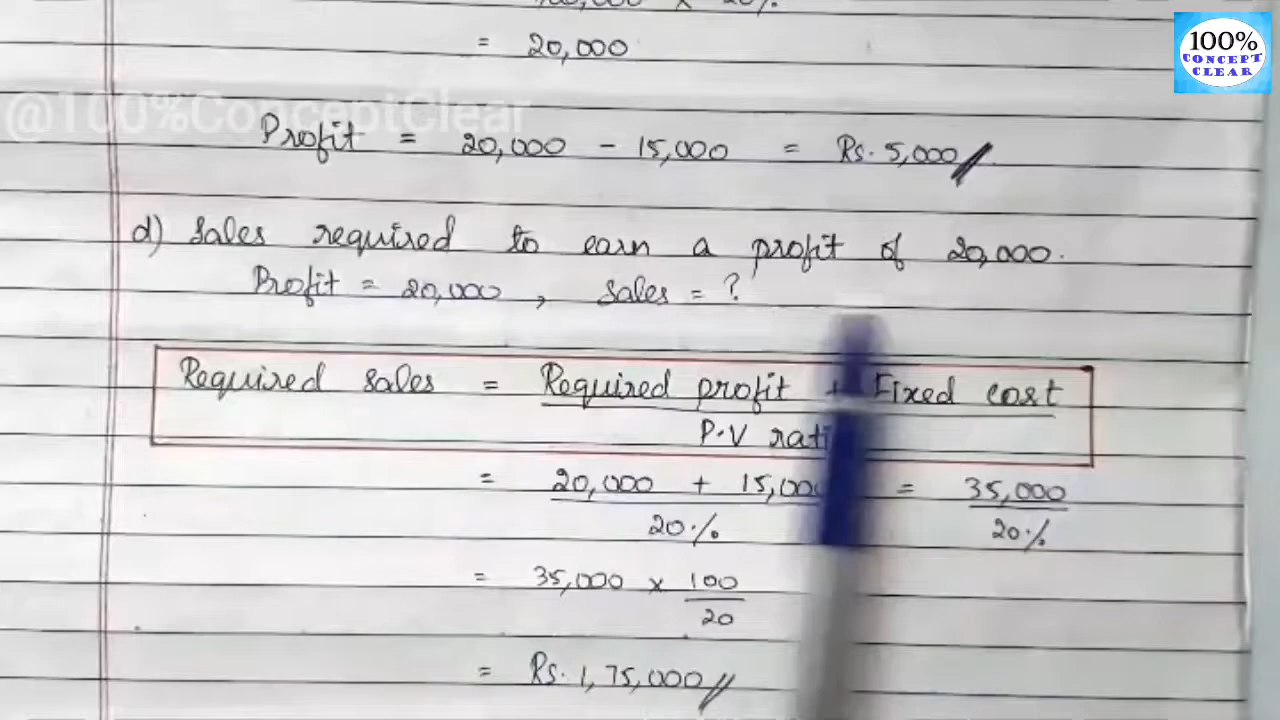 = 20,000
100%
CONCEPT
CLEAR
@100%ConceptClear
Profit = 20,000 - 15,000 = Rs. 5,000//
d) Sales required to earn a profit of 20,000.
Profit = 20,000 , Sales = ?
Required sales = Required profit + Fixed cost
P.V
= 20,000 + 15,000 = 35,000
20% 20%
= 35,000 × 100
20
= Rs. 1,75,000//